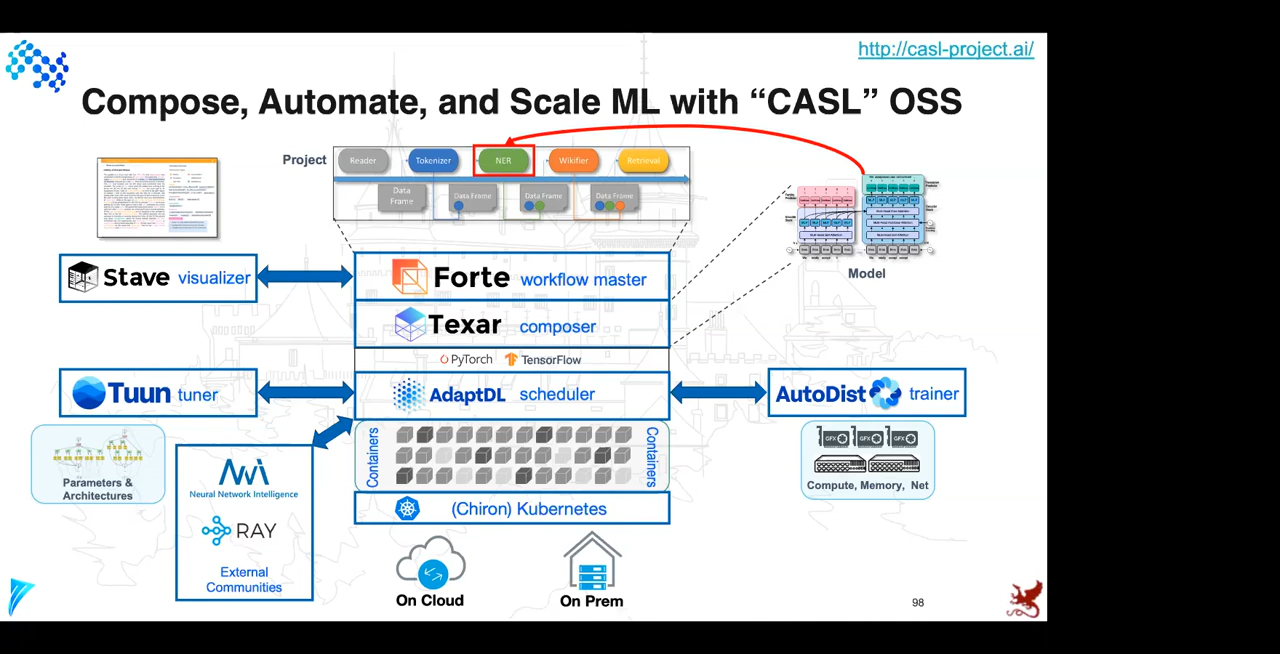 http://casl-project.ai/
Compose, Automate, and Scale ML with “CASL” OSS
Project
Reader
Tokenizer
NER
Wikifier
Retrieval
Data
Frame
Data Frame
Data Frame
Data Frame
Model
Stave visualizer
Forte workflow master
Texar composer
PyTorch
TensorFlow
Tuun tuner
AdaptDL scheduler
AutoDist trainer
Containers
Containers
GFX
GFX
GFX
Compute, Memory, Net
Parameters &
Architectures
Neural Network Intelligence
RAY
External
Communities
(Chiron) Kubernetes
On Cloud
On Prem
98